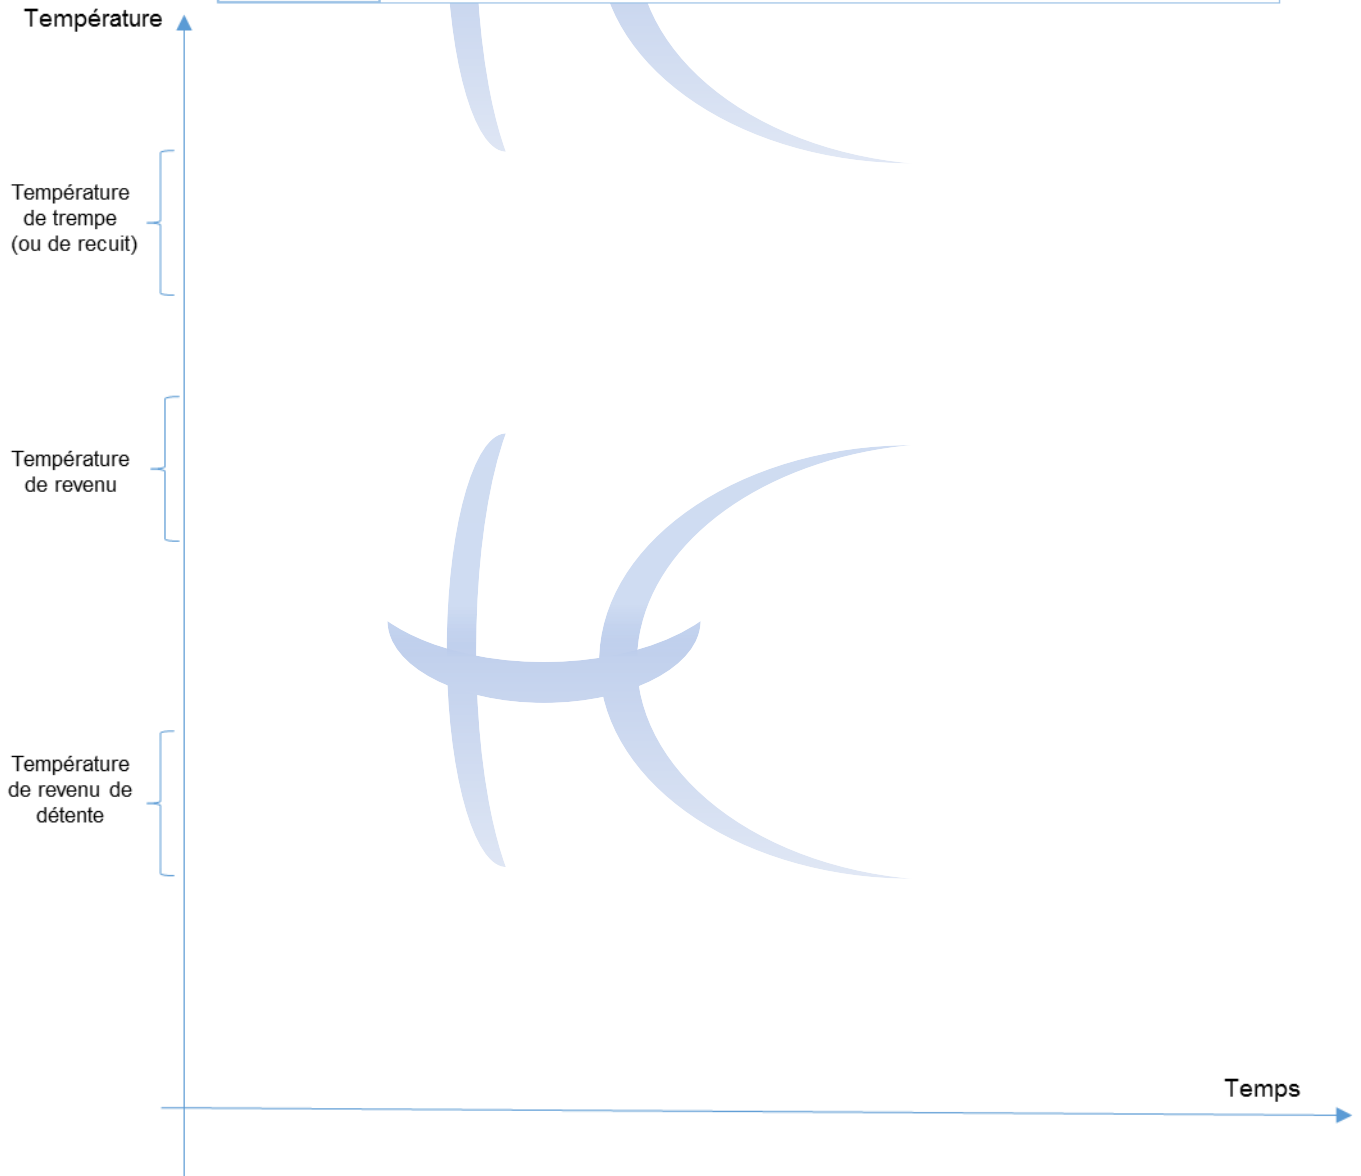 Température
Température
de trempe
(ou de recuit)
Température
de revenu
Température
de revenu de
détente
Temps